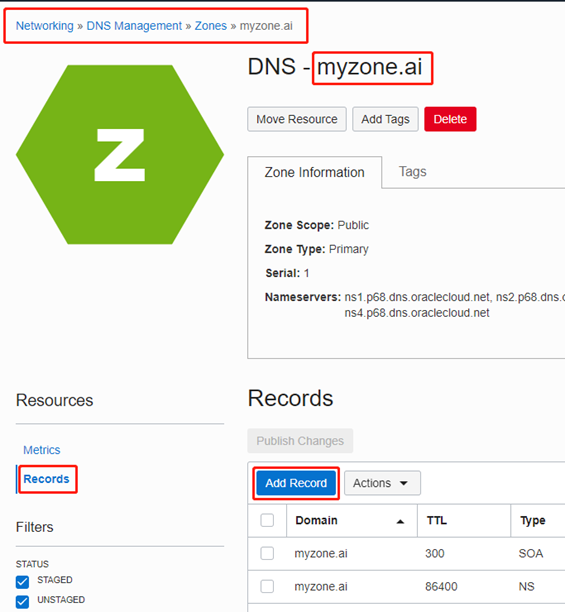 Networking » DNS Management » Zones » myzone.ai
DNS - myzone.ai
Z
Move Resource Add Tags Delete
Zone Information Tags
Zone Scope: Public
Zone Type: Primary
Serial: 1
Nameservers: ns1.p68.dns.oraclecloud.net, ns2.p68.dns.
ns4.p68.dns.oraclecloud.net
Resources
Metrics
Records
Filters
STATUS
STAGED
UNSTAGED
Records
Publish Changes
Add Record Actions
Domain TTL Type
myzone.ai 300 SOA
myzone.ai 86400 NS